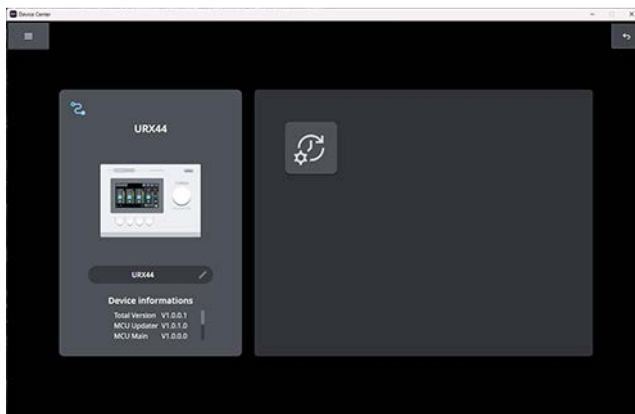 Device Center
URX44
URX44
Device informations
Total Version V1.0.0.1
MCU Updater V1.0.1.0
MCU Main V1.0.0.0